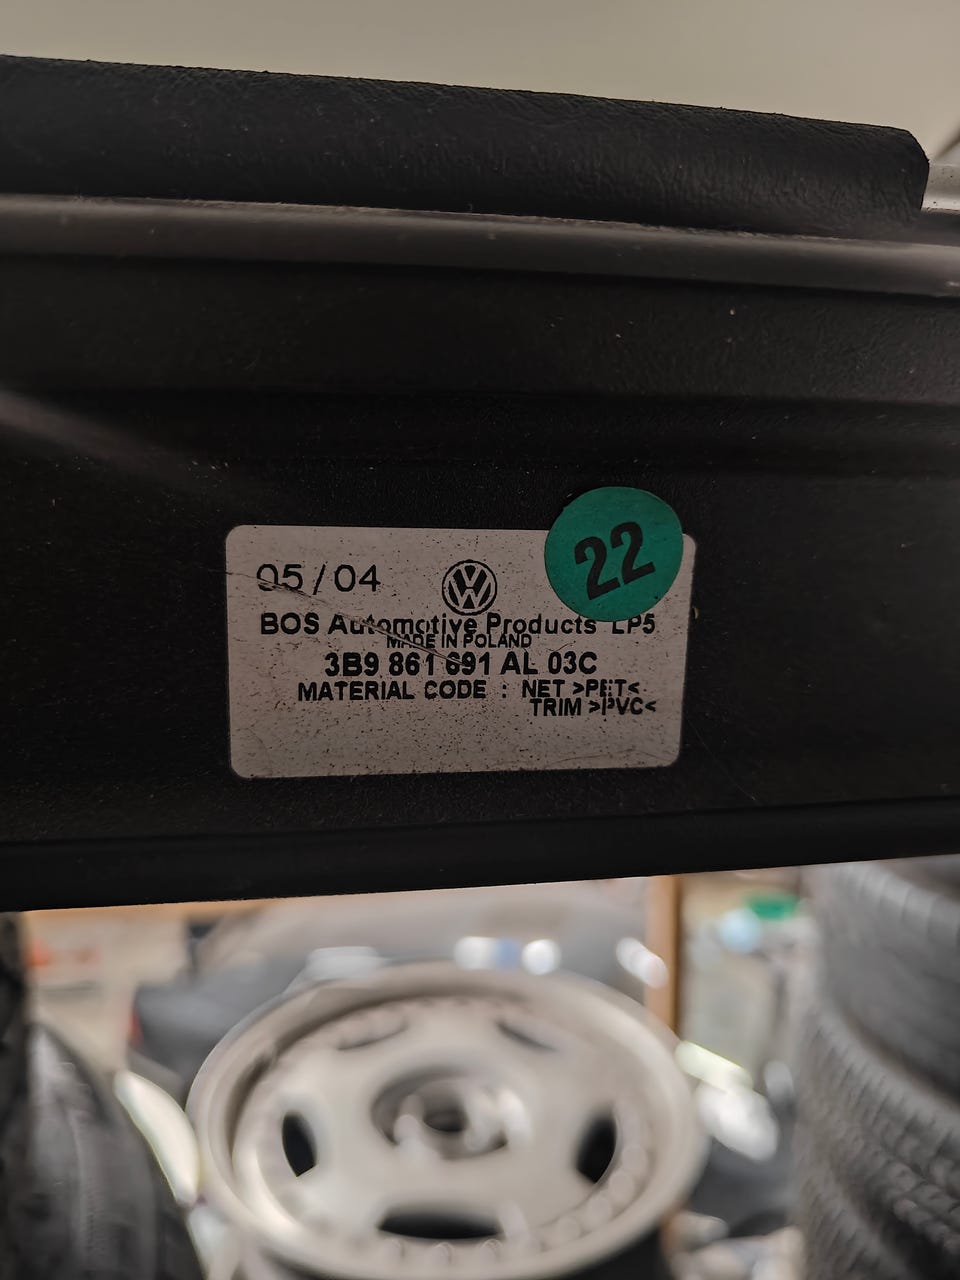 22
05/04
BOS Automotive Products LP5
MADE IN POLAND
3B9 861 691 AL 03C
MATERIAL CODE : NET >PET<
TRIM >PVC<